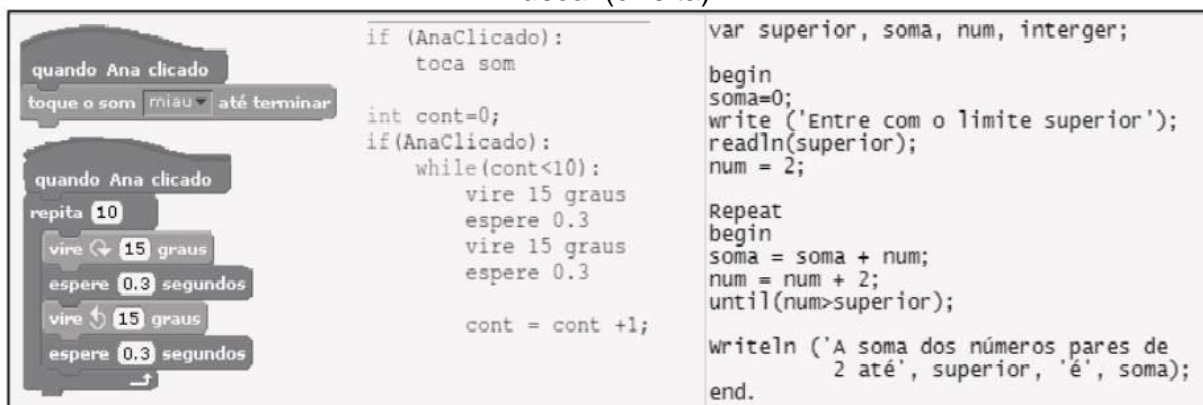 quando Ana clicado
toque o som miau até terminar
quando Ana clicado
repita 10
vire 15 graus
espere 0.3 segundos
vire 15 graus
espere 0.3 segundos
if (AnaClicado):
toca som
int cont=0;
if(AnaClicado):
while(cont<10):
vire 15 graus
espere 0.3
vire 15 graus
espere 0.3
cont = cont +1;
var superior, soma, num, interger;
begin
soma=0;
write ('Entre com o limite superior');
readln(superior);
num = 2;
Repeat
begin
soma = soma + num;
num = num + 2;
until(num>superior);
Writeln ('A soma dos números pares de
2 até', superior, 'é', soma);
end.